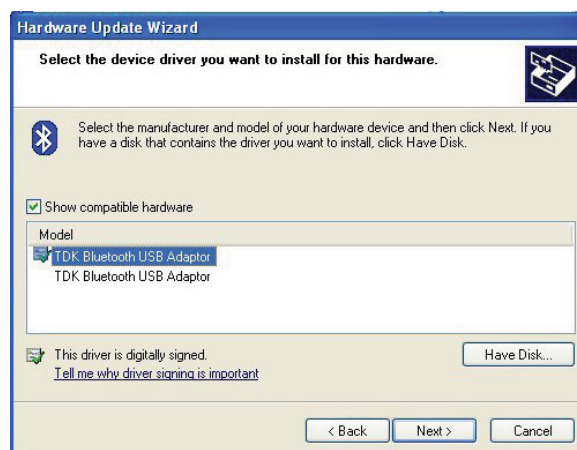 Hardware Update Wizard
Select the device driver you want to install for this hardware.
Select the manufacturer and model of your hardware device and then click Next. If you
have a disk that contains the driver you want to install, click Have Disk.
Show compatible hardware
Model
TDK Bluetooth USB Adaptor
TDK Bluetooth USB Adaptor
This driver is digitally signed.
Have Disk...
Tell me why driver signing is important
< Back
Next >
Cancel